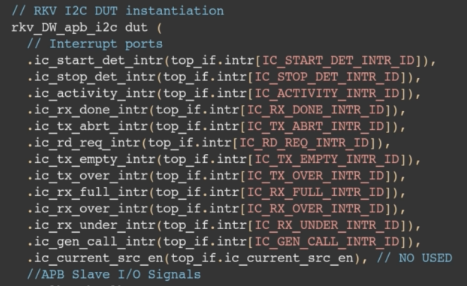 // RKV I2C DUT instantiation
rkv_DW_apb_i2c dut (
// Interrupt ports
.ic_start_det_intr(top_if.intr[IC_START_DET_INTR_ID]),
.ic_stop_det_intr(top_if.intr[IC_STOP_DET_INTR_ID]),
.ic_activity_intr(top_if.intr[IC_ACTIVITY_INTR_ID]),
.ic_rx_done_intr(top_if.intr[IC_RX_DONE_INTR_ID]),
.ic_tx_abrt_intr(top_if.intr[IC_TX_ABRT_INTR_ID]),
.ic_rd_req_intr(top_if.intr[IC_RD_REQ_INTR_ID]),
.ic_tx_empty_intr(top_if.intr[IC_TX_EMPTY_INTR_ID]),
.ic_tx_over_intr(top_if.intr[IC_TX_OVER_INTR_ID]),
.ic_rx_full_intr(top_if.intr[IC_RX_FULL_INTR_ID]),
.ic_rx_over_intr(top_if.intr[IC_RX_OVER_INTR_ID]),
.ic_rx_under_intr(top_if.intr[IC_RX_UNDER_INTR_ID]),
.ic_gen_call_intr(top_if.intr[IC_GEN_CALL_INTR_ID]),
.ic_current_src_en(top_if.ic_current_src_en), // NO USED
//APB Slave I/O Signals